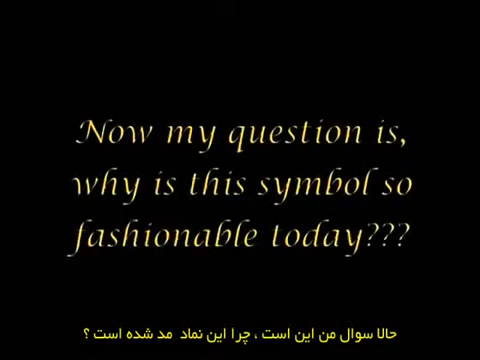 Now my question is,
why is this symbol so
fashionable today???
حالا سوال من این است ، چرا این نماد مد شده است ؟